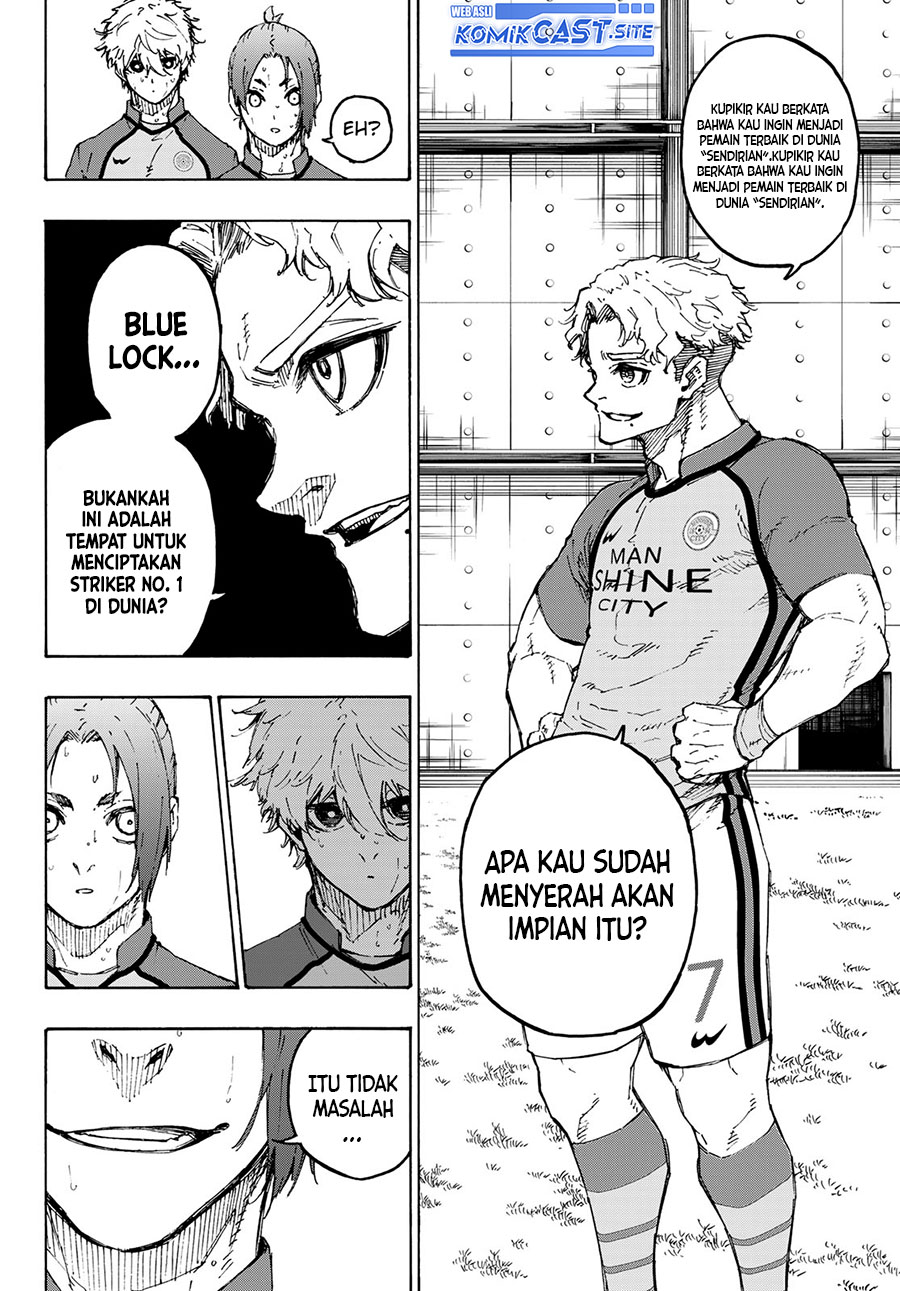 WEB ASLI
KOMIKCAST.SITE
KUPIKIR KAU BERKATA
BAHWA KAU INGIN MENJADI
PEMAIN TERBAIK DI DUNIA
"SENDIRIAN".KUPIKIR KAU
BERKATA BAHWA KAU INGIN
MENJADI PEMAIN TERBAIK DI
DUNIA "SENDIRIAN".
MAN
SHINE
CITY
APA KAU SUDAH
MENYERAH AKAN
IMPIAN ITU?
7
EH?
BLUE
LOCK...
BUKANKAH
INI ADALAH
TEMPAT UNTUK
MENCIPTAKAN
STRIKER NO. 1
DI DUNIA?
ITU TIDAK
MASALAH
...